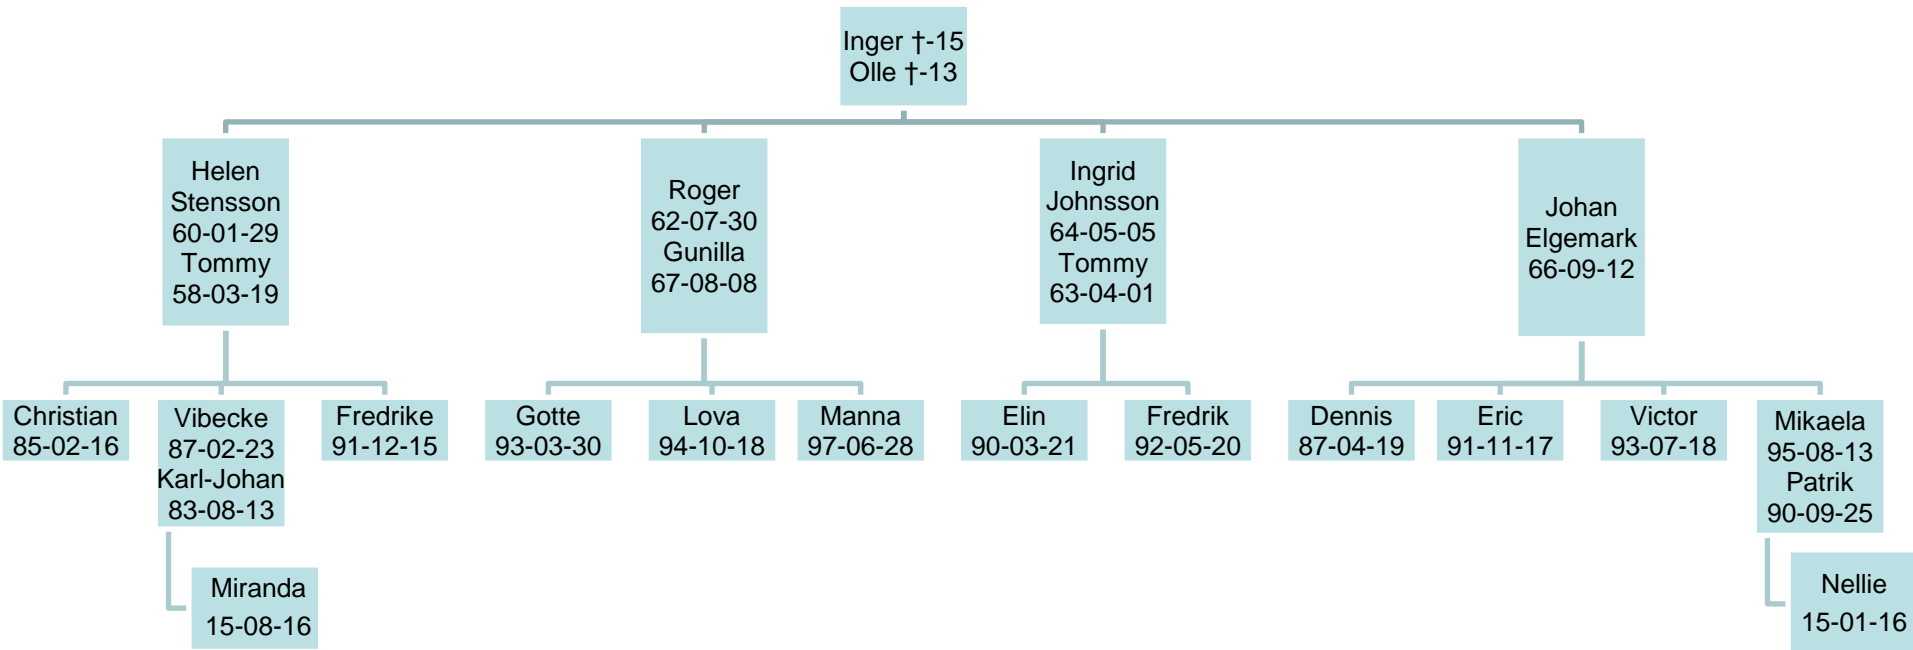 Inger †-15
Olle †-13
Helen
Stensson
60-01-29
Tommy
58-03-19
Roger
62-07-30
Gunilla
67-08-08
Ingrid
Johnsson
64-05-05
Tommy
63-04-01
Johan
Elgemark
66-09-12
Christian
85-02-16
Vibecke
87-02-23
Karl-Johan
83-08-13
Fredrike
91-12-15
Gotte
93-03-30
Lova
94-10-18
Manna
97-06-28
Elin
90-03-21
Fredrik
92-05-20
Dennis
87-04-19
Eric
91-11-17
Victor
93-07-18
Mikaela
95-08-13
Patrik
90-09-25
Miranda
15-08-16
Nellie
15-01-16